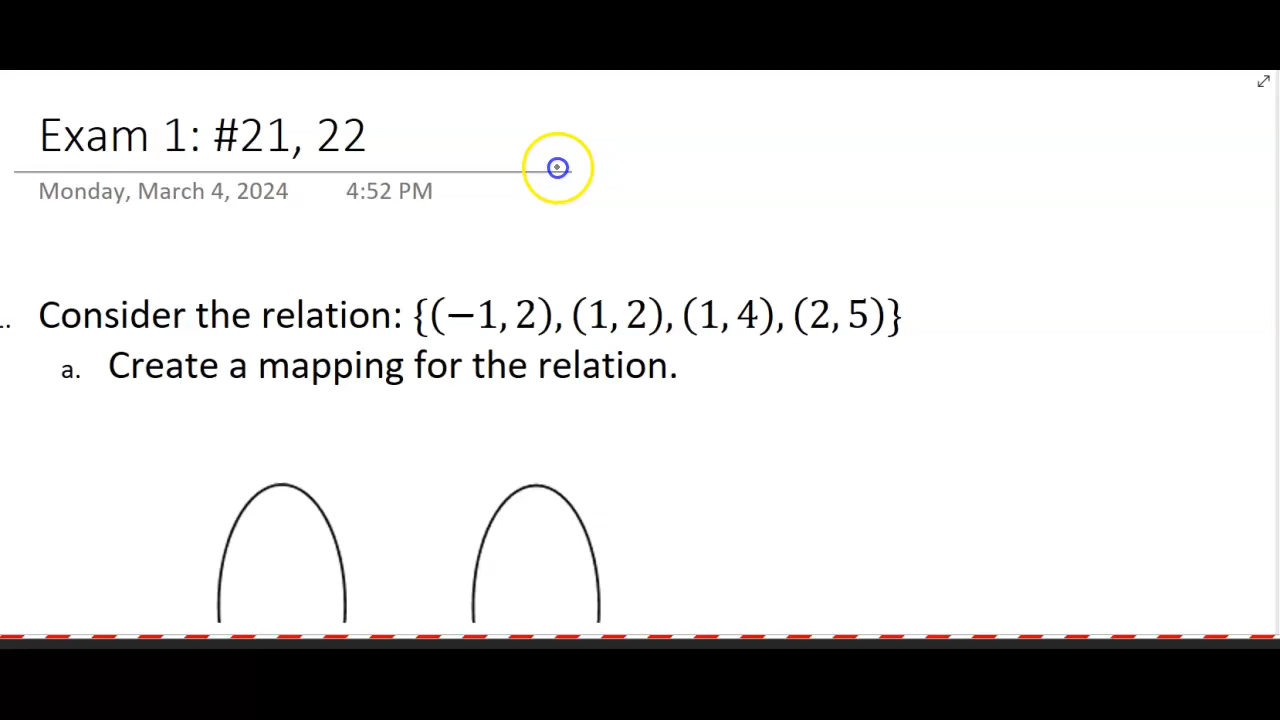 Exam 1: #21, 22
Monday, March 4, 2024 4:52 PM
Consider the relation: {(−1, 2), (1, 2), (1, 4), (2, 5)}
a. Create a mapping for the relation.